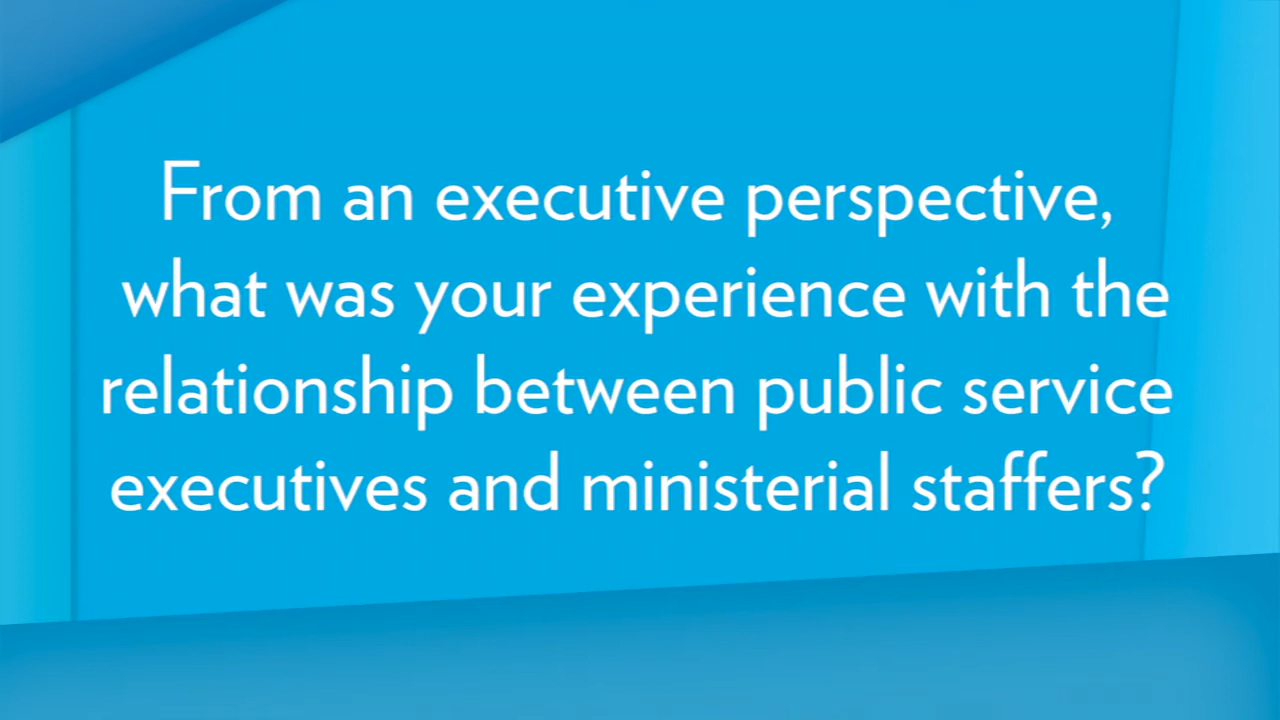 From an executive perspective,
what was your experience with the
relationship between public service
executives and ministerial staffers?